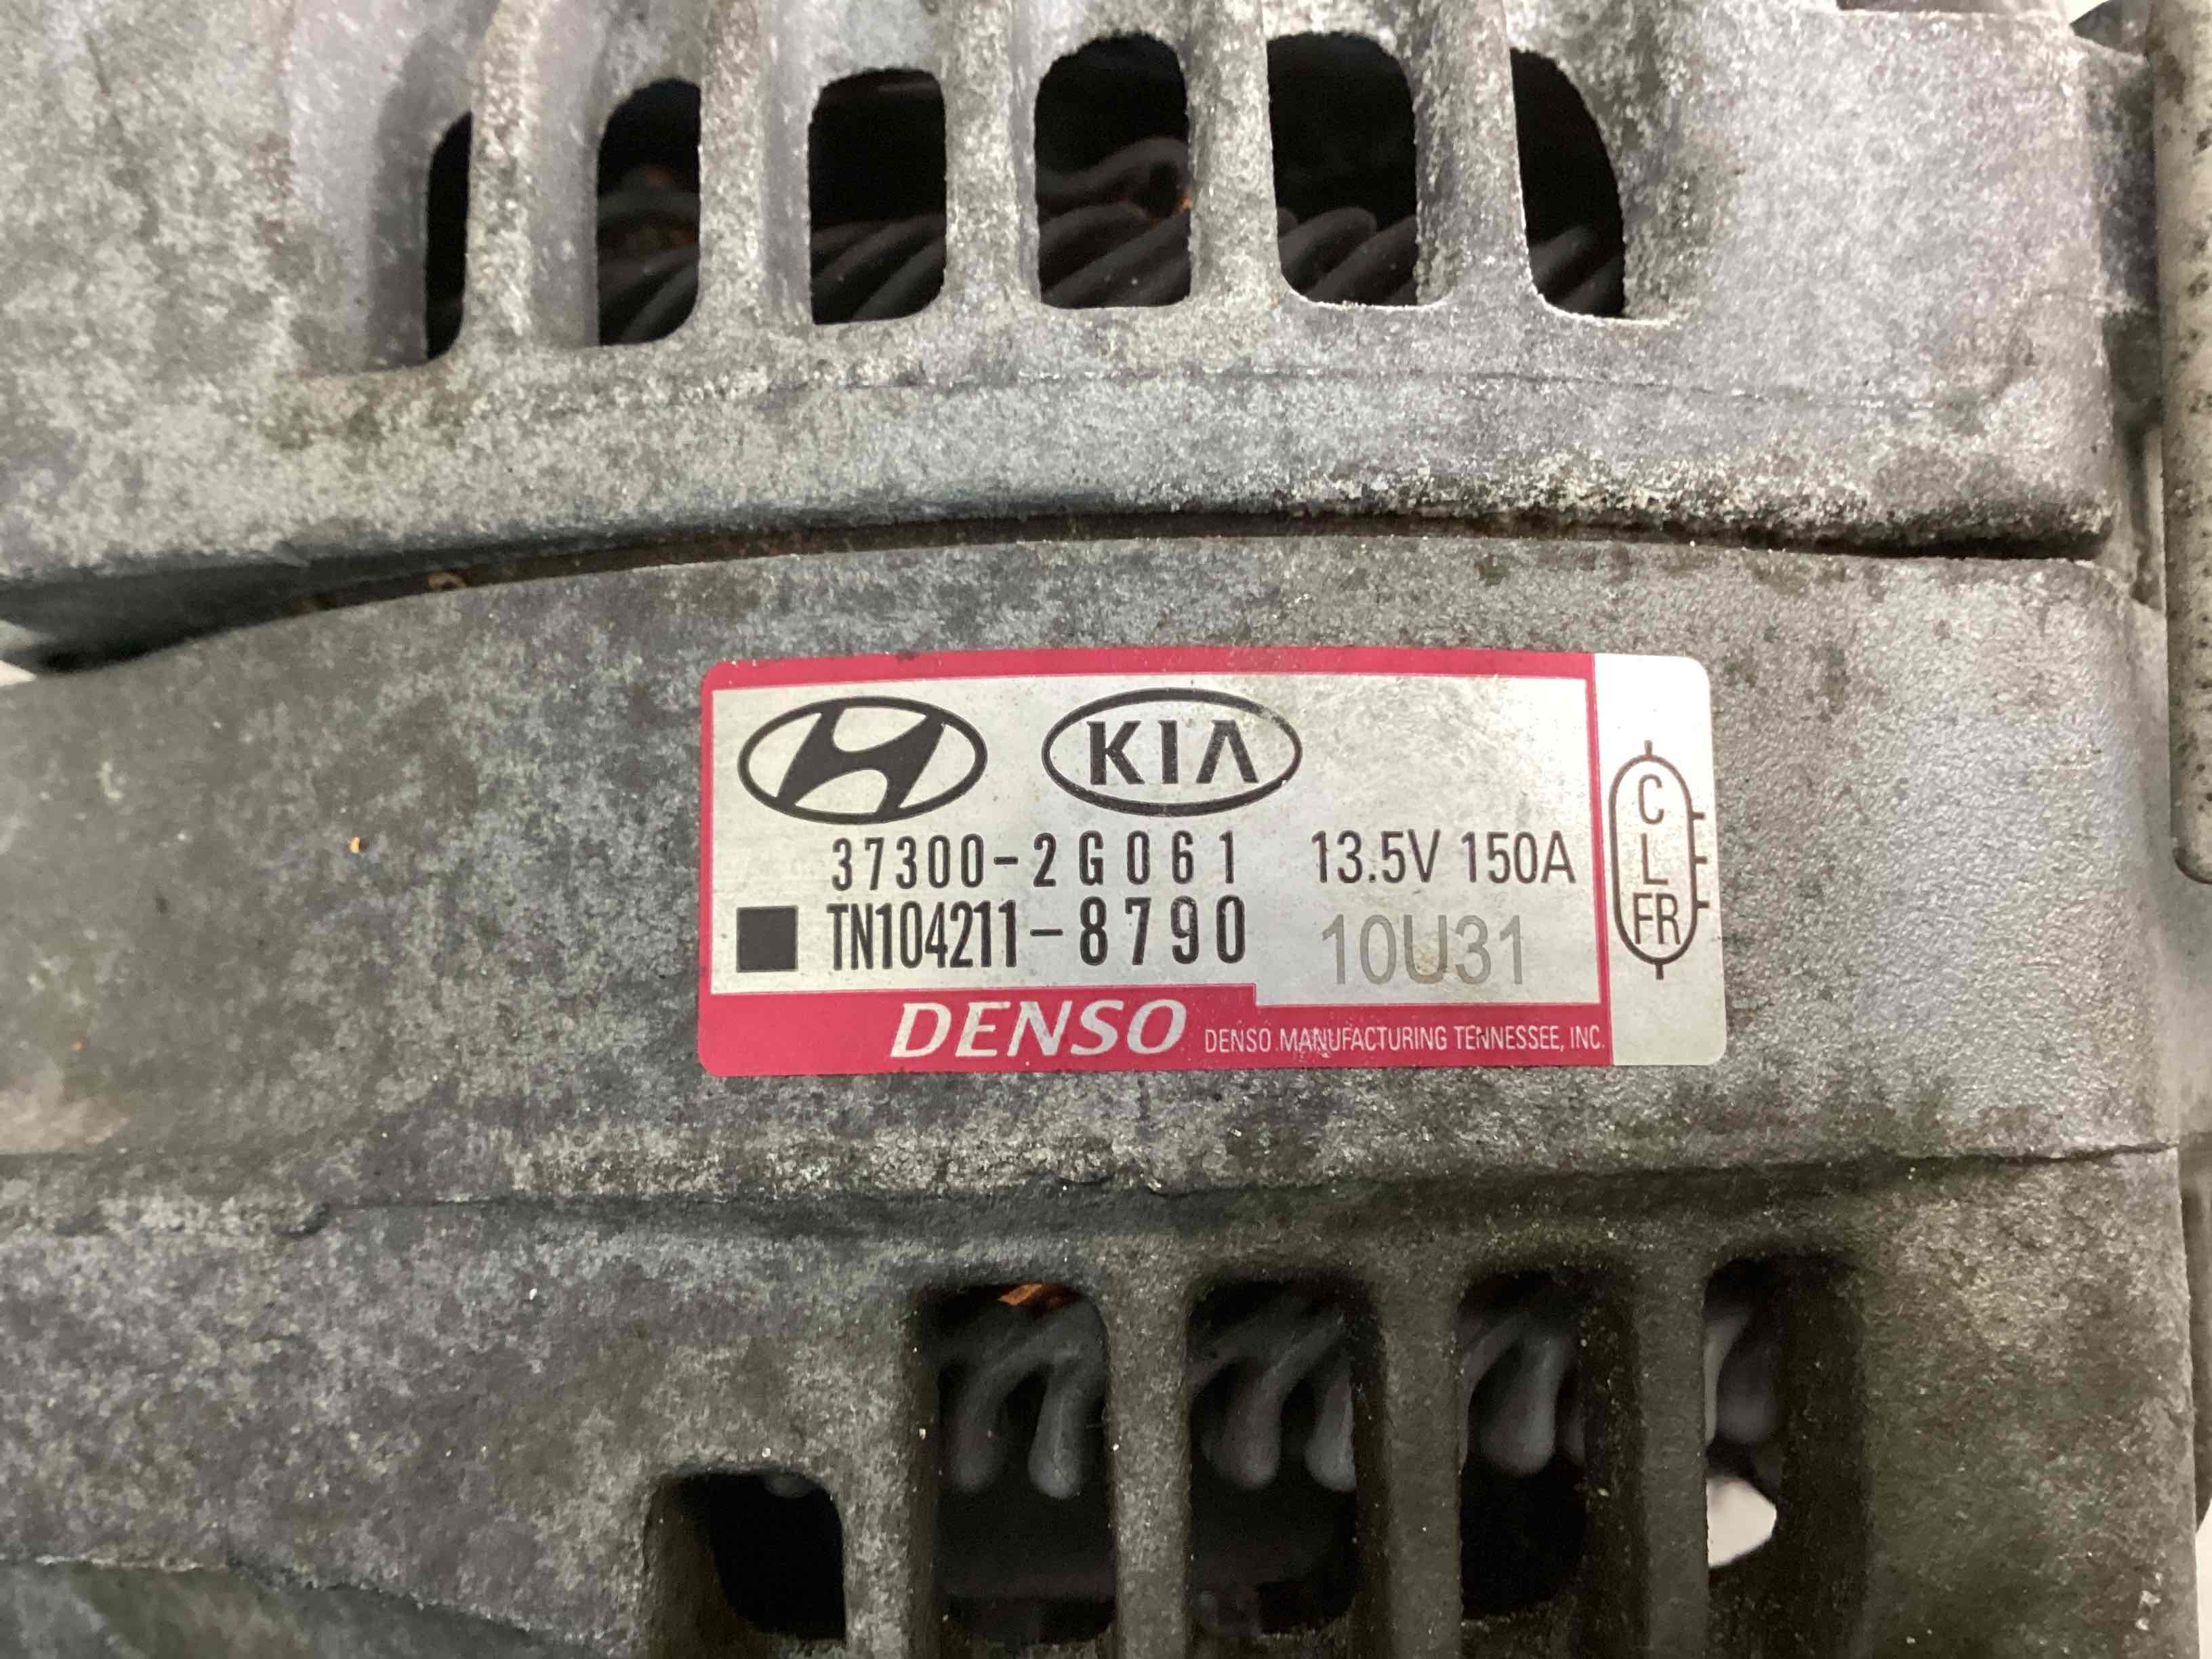 KIA
37300-2G061 13.5V 150A
TN104211-8790 10U31
DENSO DENSO MANUFACTURING TENNESSEE, INC.
C
L
FR